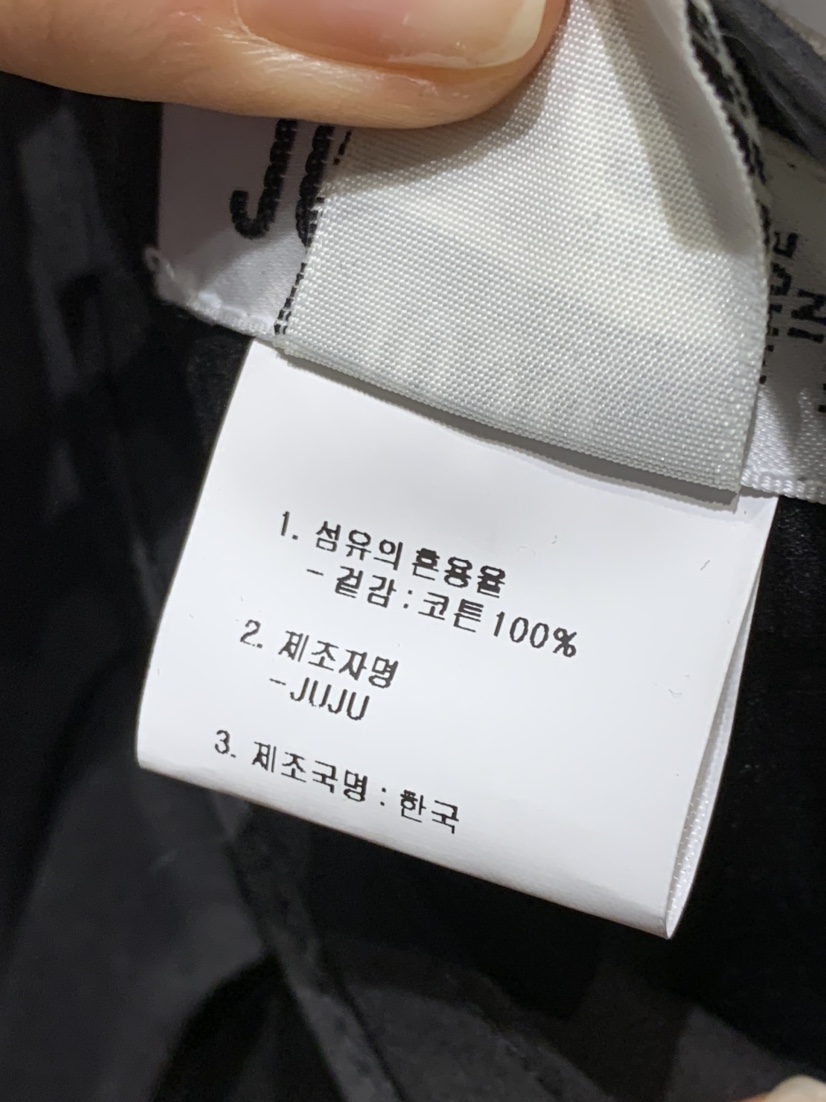 1. 섬유의 혼용율
- 겉감 : 코튼 100%
2. 제조자명
- JUJU
3. 제조국명 : 한국